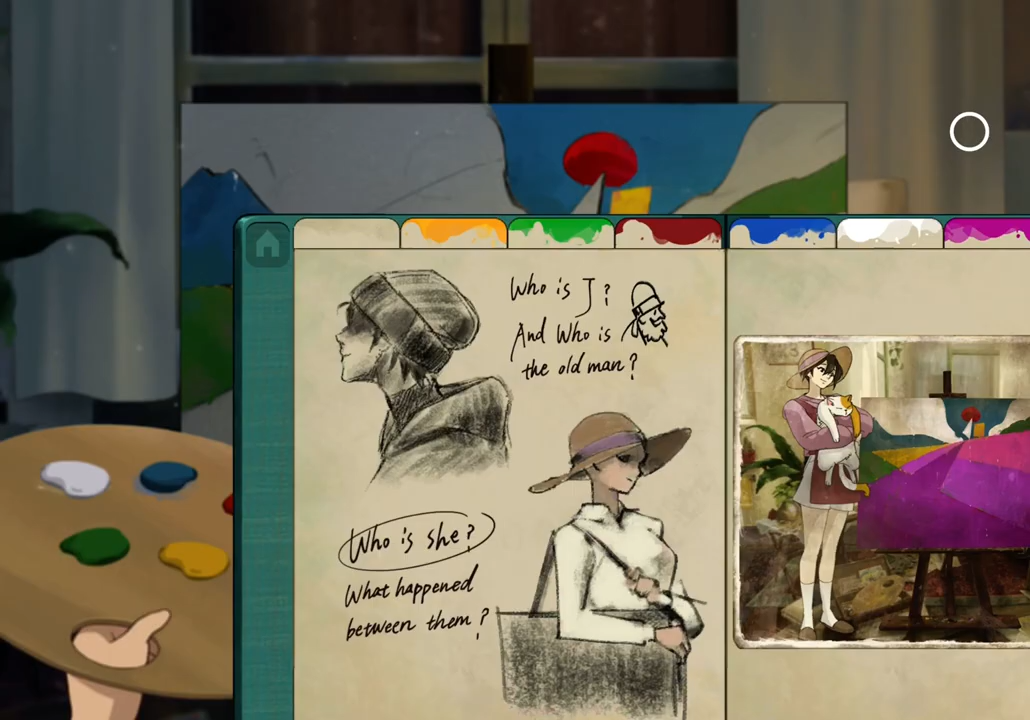 Who is J?
And Who is
the old man?
Who is she?
What happened
between them?